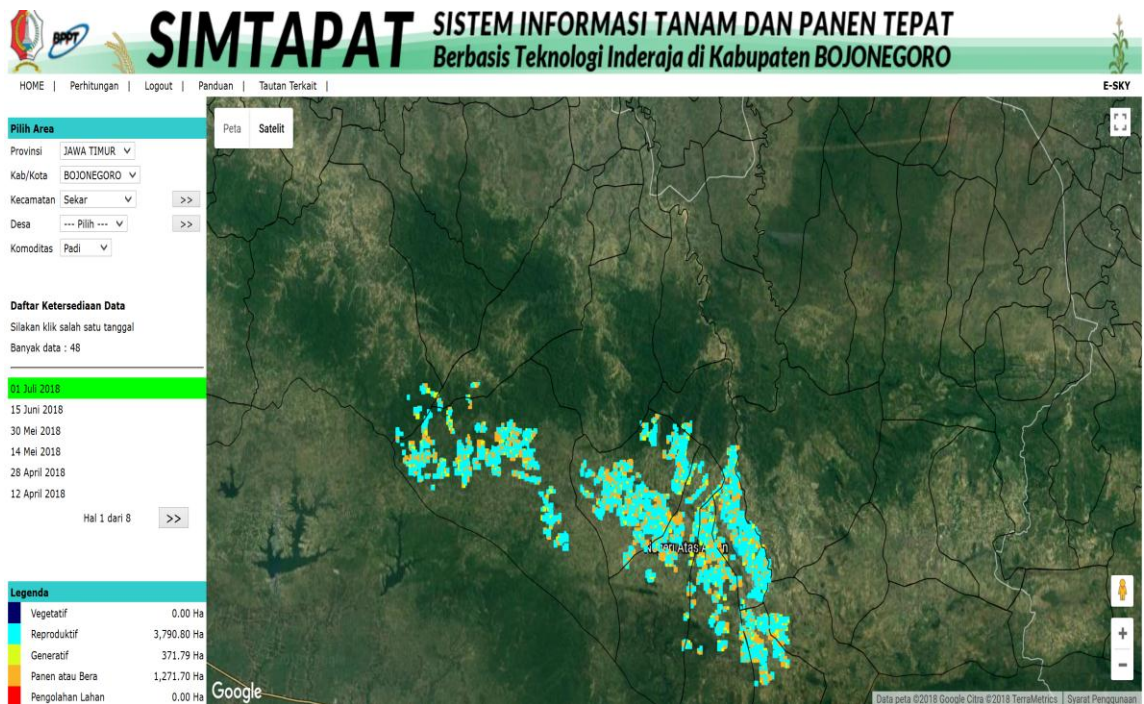 BPPT
SIMTAPAT
SISTEM INFORMASI TANAM DAN PANEN TEPAT
Berbasis Teknologi Inderaja di Kabupaten BOJONEGORO
HOME | Perhitungan | Logout | Panduan | Tautan Terkait |
E-SKY
Pilih Area
Provinsi JAWA TIMUR
Kab/Kota BOJONEGORO
Kecamatan Sekar >>
Desa --- Pilih --- >>
Komoditas Padi
Daftar Ketersediaan Data
Silakan klik salah satu tanggal
Banyak data : 48
01 Juli 2018
15 Juni 2018
30 Mei 2018
14 Mei 2018
28 April 2018
12 April 2018
Hal 1 dari 8 >>
Legenda
Vegetatif 0.00 Ha
Reproduktif 3,790.80 Ha
Generatif 371.79 Ha
Panen atau Bera 1,271.70 Ha
Pengolahan Lahan 0.00 Ha
Peta Satelit
Atas
+
−
Google
Data peta ©2018 Google Citra ©2018 TerraMetrics | Syarat Penggunaan